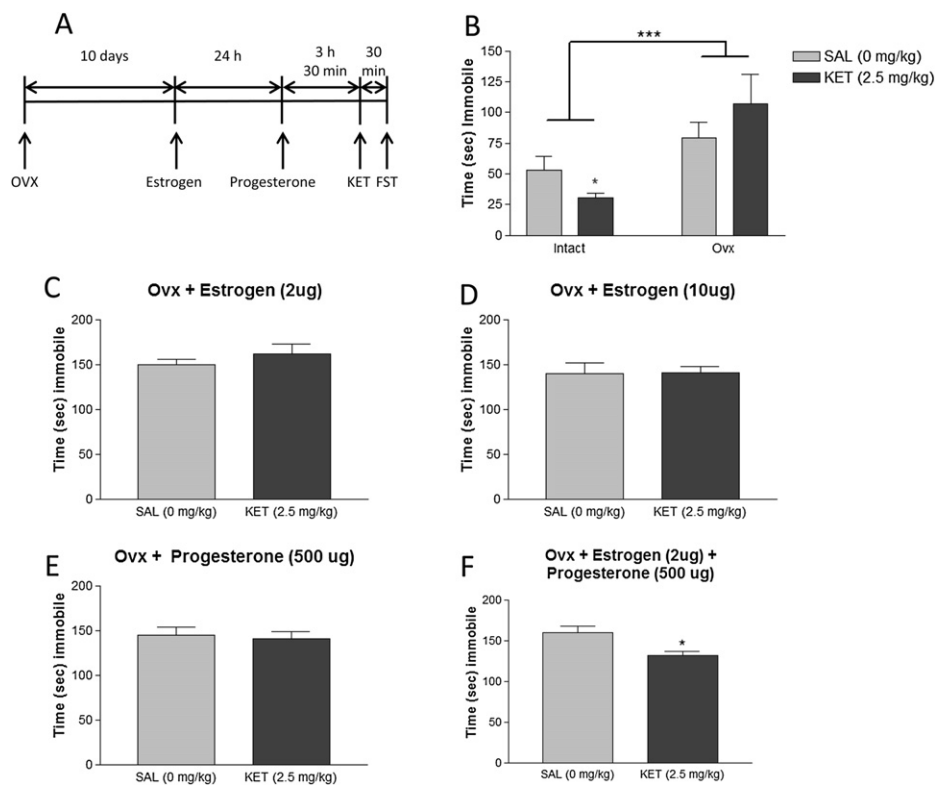 A
10 days
24 h
3 h
30 min
30
min
OVX
Estrogen
Progesterone
KET
FST
B
***
SAL (0 mg/kg)
KET (2.5 mg/kg)
Time (sec) Immobile
150
125
100
75
50
25
0
*
Intact
Ovx
C
Ovx + Estrogen (2ug)
Time (sec) immobile
200
150
100
50
0
SAL (0 mg/kg)
KET (2.5 mg/kg)
D
Ovx + Estrogen (10ug)
Time (sec) immobile
200
150
100
50
0
SAL (0 mg/kg)
KET (2.5 mg/kg)
E
Ovx + Progesterone (500 ug)
Time (sec) immobile
200
150
100
50
0
SAL (0 mg/kg)
KET (2.5 mg/kg)
F
Ovx + Estrogen (2ug) +
Progesterone (500 ug)
Time (sec) immobile
200
150
100
50
0
*
SAL (0 mg/kg)
KET (2.5 mg/kg)